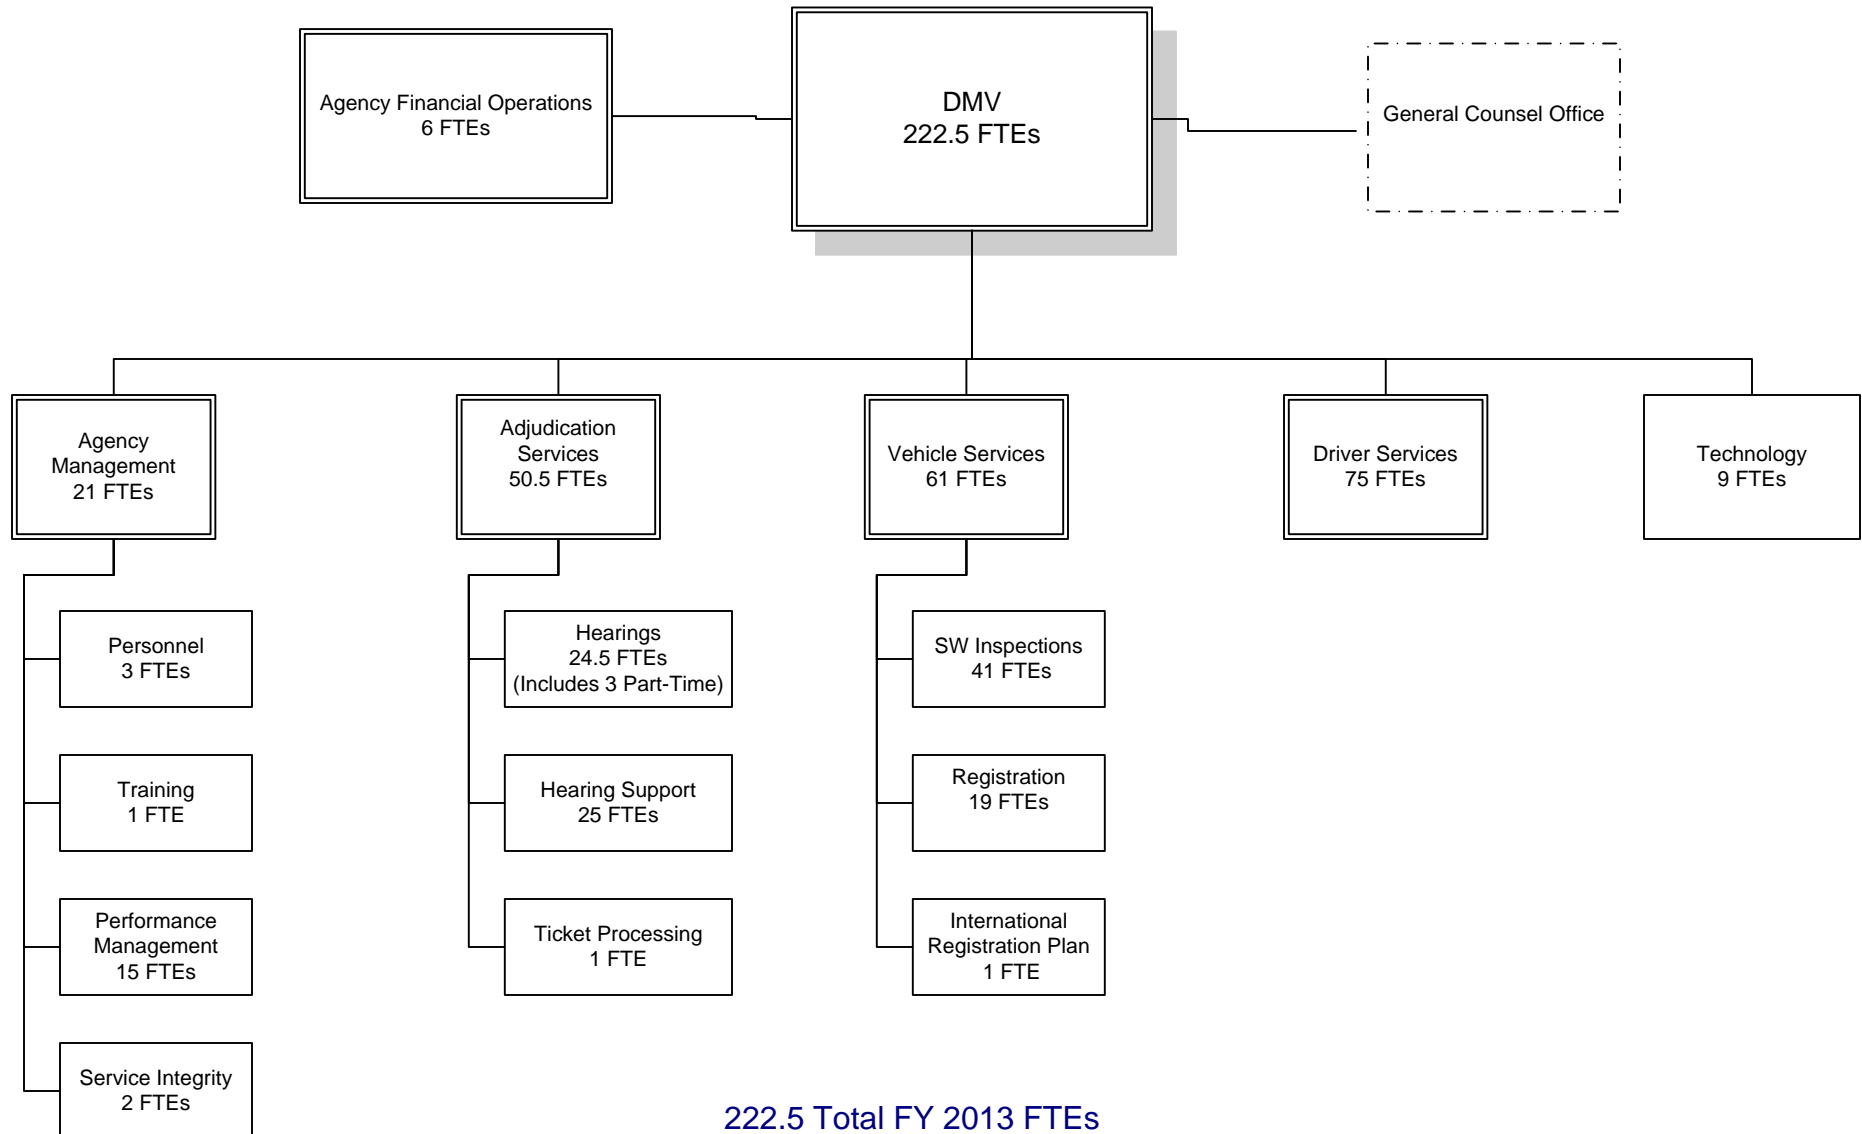 Agency Financial Operations
6 FTEs
DMV
222.5 FTEs
General Counsel Office
Agency
Management
21 FTEs
Adjudication
Services
50.5 FTEs
Vehicle Services
61 FTEs
Driver Services
75 FTEs
Technology
9 FTEs
Personnel
3 FTEs
Training
1 FTE
Performance
Management
15 FTEs
Service Integrity
2 FTEs
Hearings
24.5 FTEs
(Includes 3 Part-Time)
Hearing Support
25 FTEs
Ticket Processing
1 FTE
SW Inspections
41 FTEs
Registration
19 FTEs
International
Registration Plan
1 FTE
222.5 Total FY 2013 FTEs